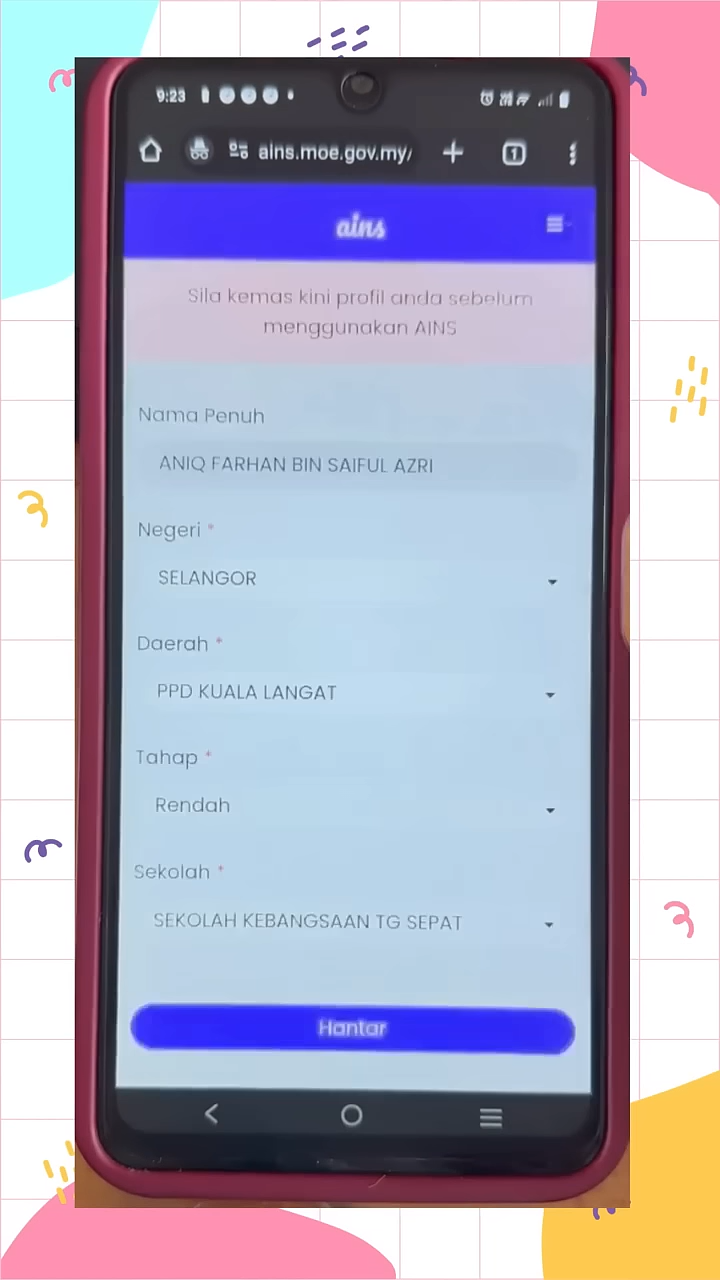 9:23
ains.moe.gov.my/
1
ains
Sila kemas kini profil anda sebelum
menggunakan AINS
Nama Penuh
ANIQ FARHAN BIN SAIFUL AZRI
Negeri *
SELANGOR
Daerah *
PPD KUALA LANGAT
Tahap *
Rendah
Sekolah *
SEKOLAH KEBANGSAAN TG SEPAT
Hantar